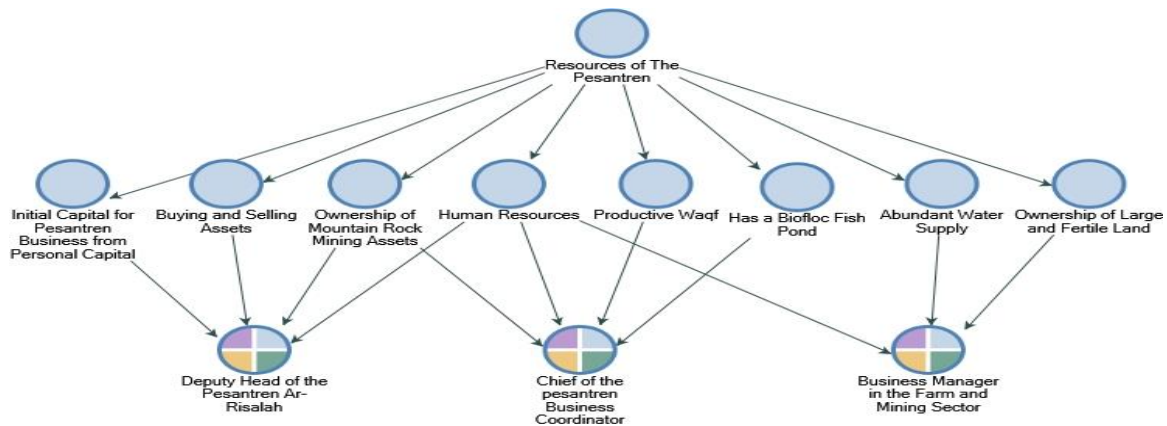 Resources of The
Pesantren
Initial Capital for
Pesantren
Business from
Personal Capital
Buying and Selling
Assets
Ownership of
Mountain Rock
Mining Assets
Human Resources
Productive Waqf
Has a Biofloc Fish
Pond
Abundant Water
Supply
Ownership of Large
and Fertile Land
Deputy Head of the
Pesantren Ar-
Risalah
Chief of the
pesantren
Business
Coordinator
Business Manager
in the Farm and
Mining Sector